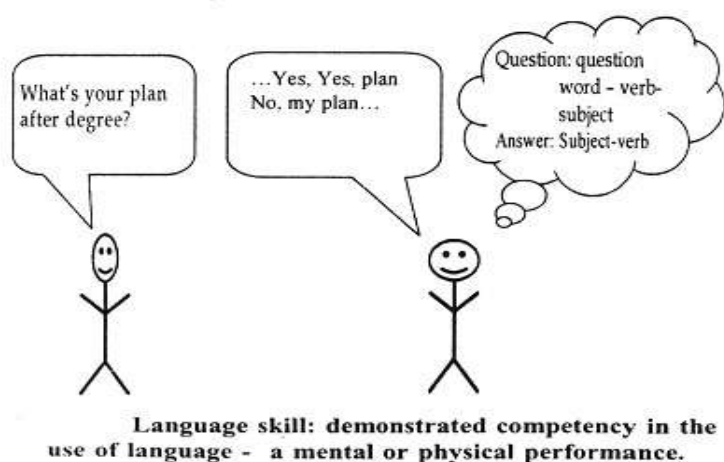 What's your plan
after degree?
...Yes, Yes, plan
No, my plan...
Question: question
word - verb-
subject
Answer: Subject-verb
Language skill: demonstrated competency in the
use of language - a mental or physical performance.